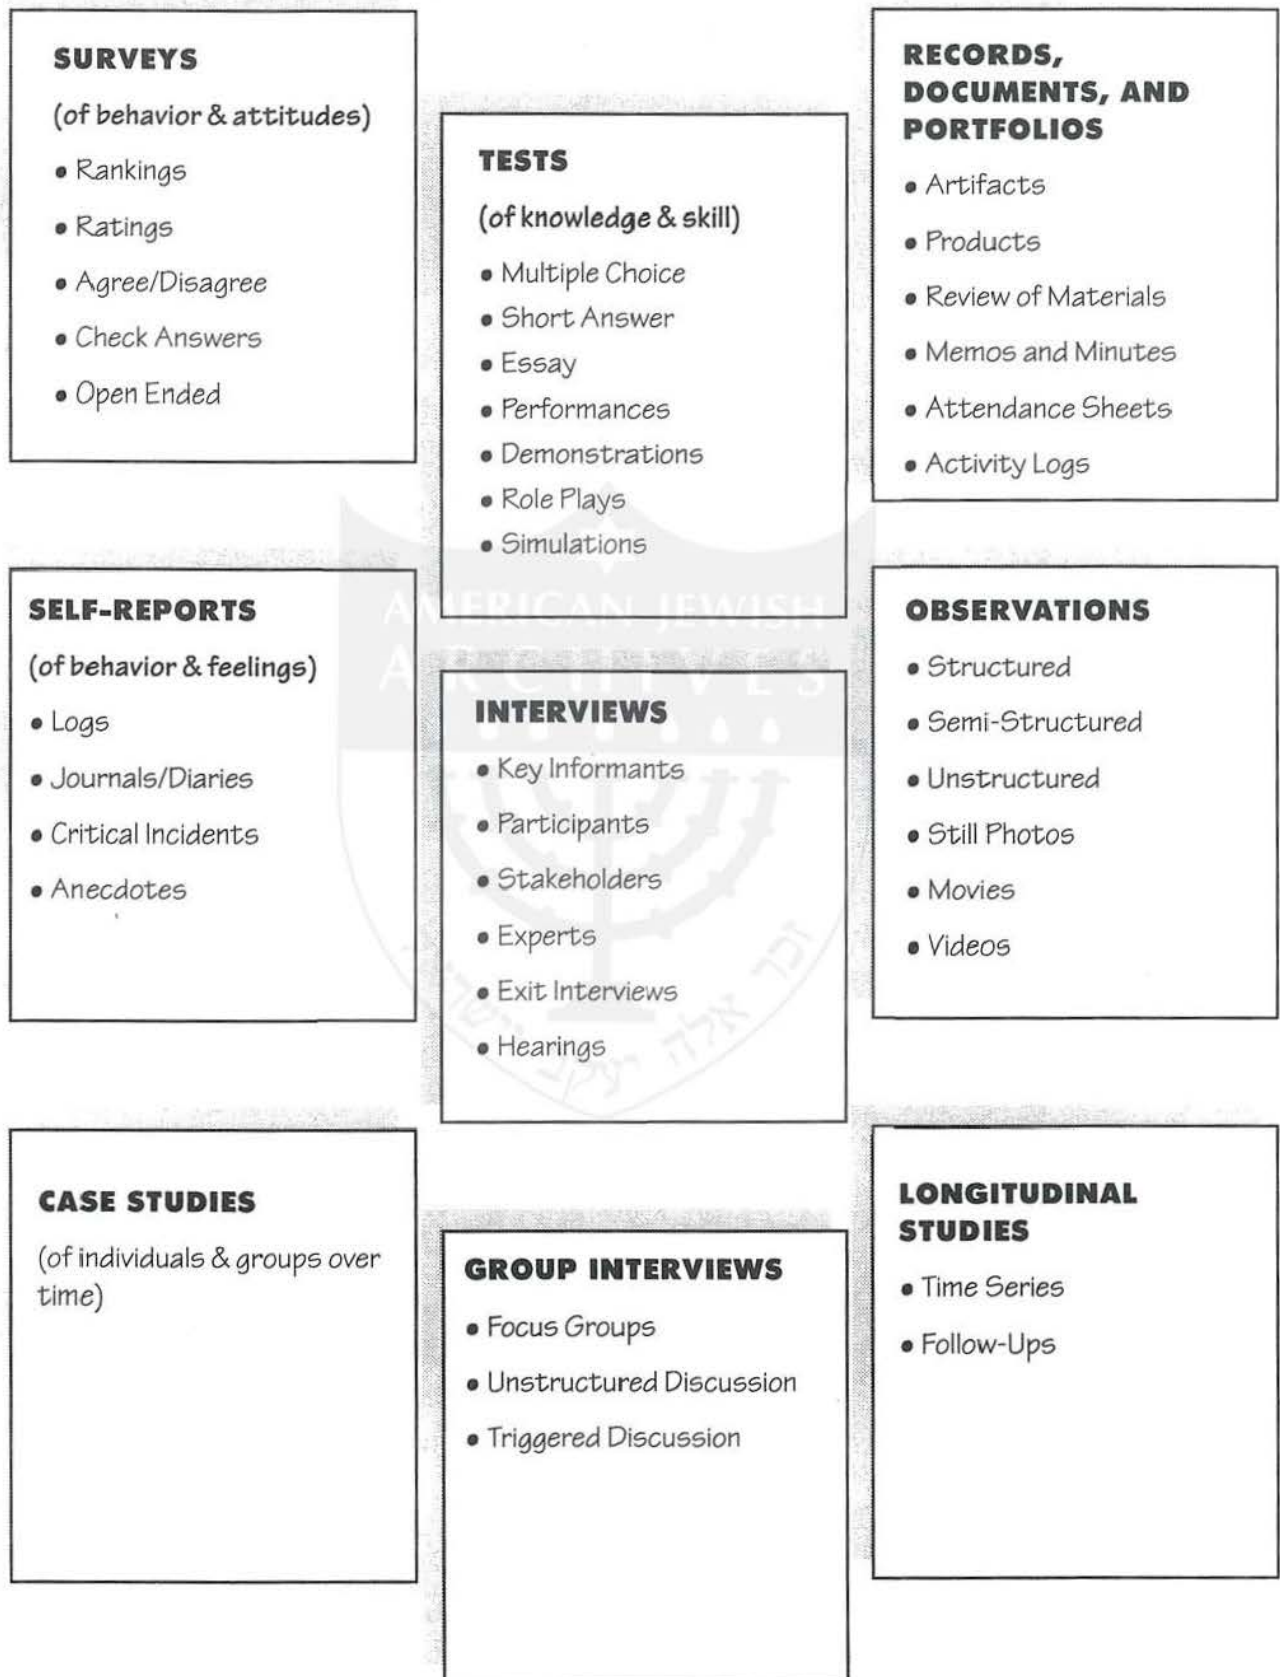 SURVEYS
(of behavior & attitudes)
• Rankings
• Ratings
• Agree/Disagree
• Check Answers
• Open Ended
TESTS
(of knowledge & skill)
• Multiple Choice
• Short Answer
• Essay
• Performances
• Demonstrations
• Role Plays
• Simulations
RECORDS,
DOCUMENTS, AND
PORTFOLIOS
• Artifacts
• Products
• Review of Materials
• Memos and Minutes
• Attendance Sheets
• Activity Logs
SELF-REPORTS
(of behavior & feelings)
• Logs
• Journals/Diaries
• Critical Incidents
• Anecdotes
INTERVIEWS
• Key Informants
• Participants
• Stakeholders
• Experts
• Exit Interviews
• Hearings
OBSERVATIONS
• Structured
• Semi-Structured
• Unstructured
• Still Photos
• Movies
• Videos
CASE STUDIES
(of individuals & groups over
time)
GROUP INTERVIEWS
• Focus Groups
• Unstructured Discussion
• Triggered Discussion
LONGITUDINAL
STUDIES
• Time Series
• Follow-Ups
AMERICAN JEWISH
ARCHIVES
זכר אלה יעקב